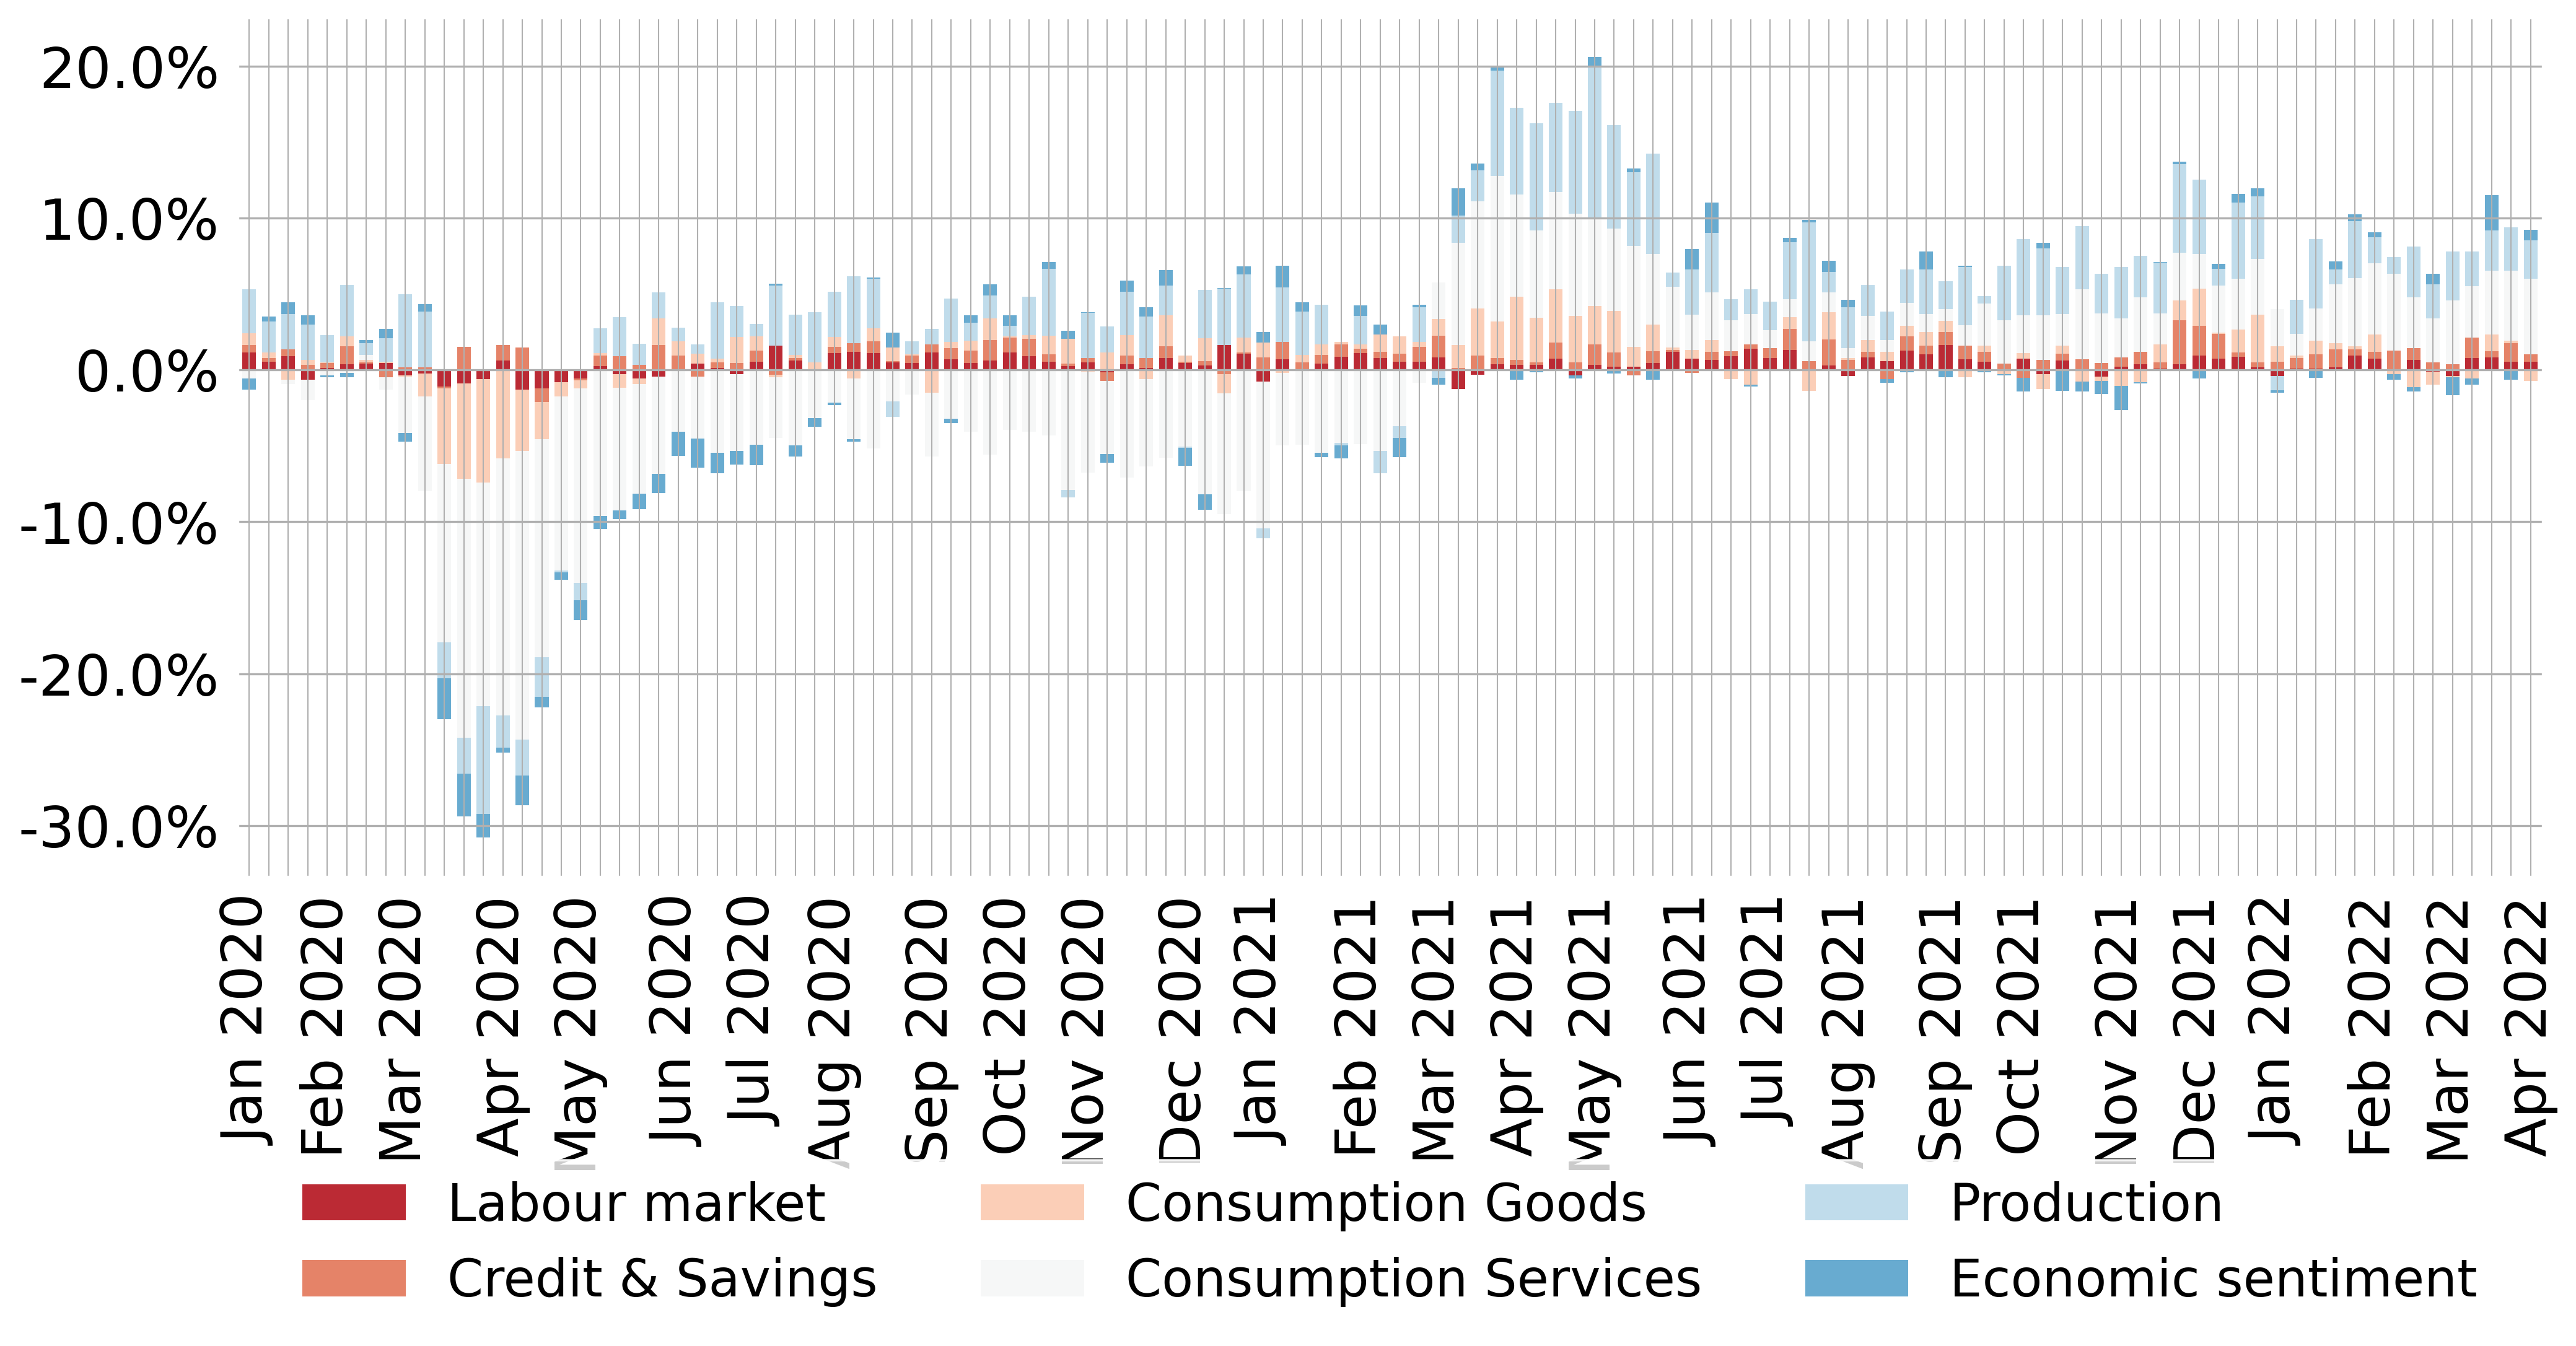 20.0%
10.0%
0.0%
-10.0%
-20.0%
-30.0%
Jan 2020
Feb 2020
Mar 2020
Apr 2020
May 2020
Jun 2020
Jul 2020
Aug 2020
Sep 2020
Oct 2020
Nov 2020
Dec 2020
Jan 2021
Feb 2021
Mar 2021
Apr 2021
May 2021
Jun 2021
Jul 2021
Aug 2021
Sep 2021
Oct 2021
Nov 2021
Dec 2021
Jan 2022
Feb 2022
Mar 2022
Apr 2022
Labour market
Credit & Savings
Consumption Goods
Consumption Services
Production
Economic sentiment